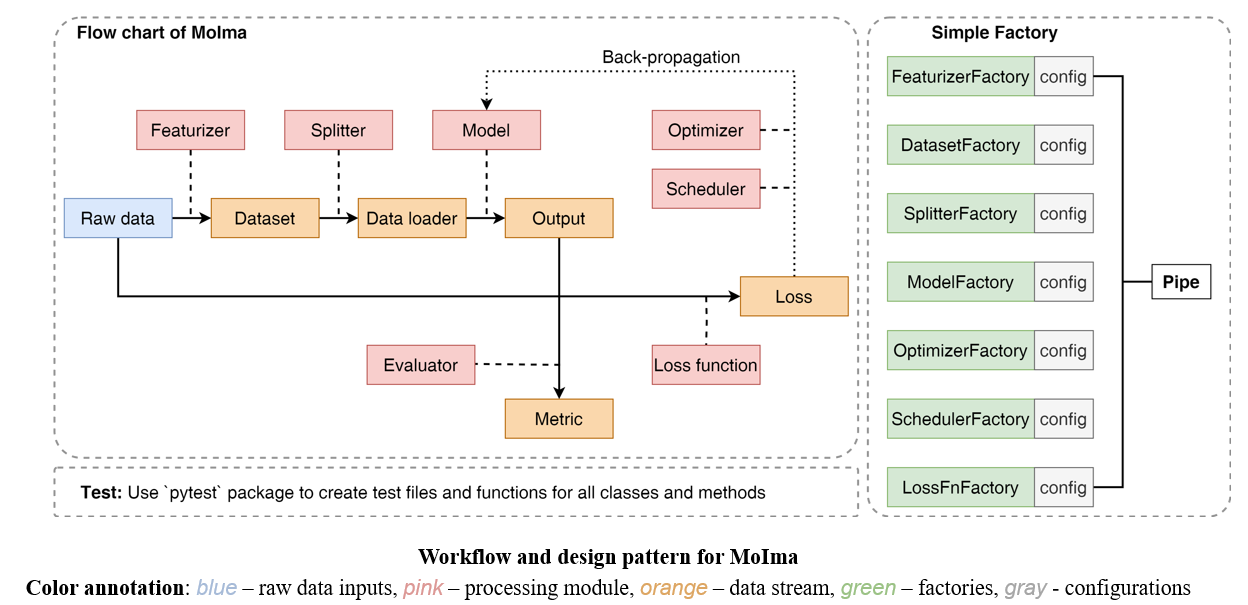 Flow chart of Molma
Back-propagation
Featurizer
Splitter
Model
Optimizer
Scheduler
Raw data
Dataset
Data loader
Output
Loss
Evaluator
Loss function
Metric
Test: Use `pytest` package to create test files and functions for all classes and methods
Simple Factory
FeaturizerFactory config
DatasetFactory config
SplitterFactory config
ModelFactory config
OptimizerFactory config
SchedulerFactory config
LossFnFactory config
Pipe
Workflow and design pattern for MolMa
Color annotation: blue – raw data inputs, pink – processing module, orange – data stream, green – factories, gray - configurations